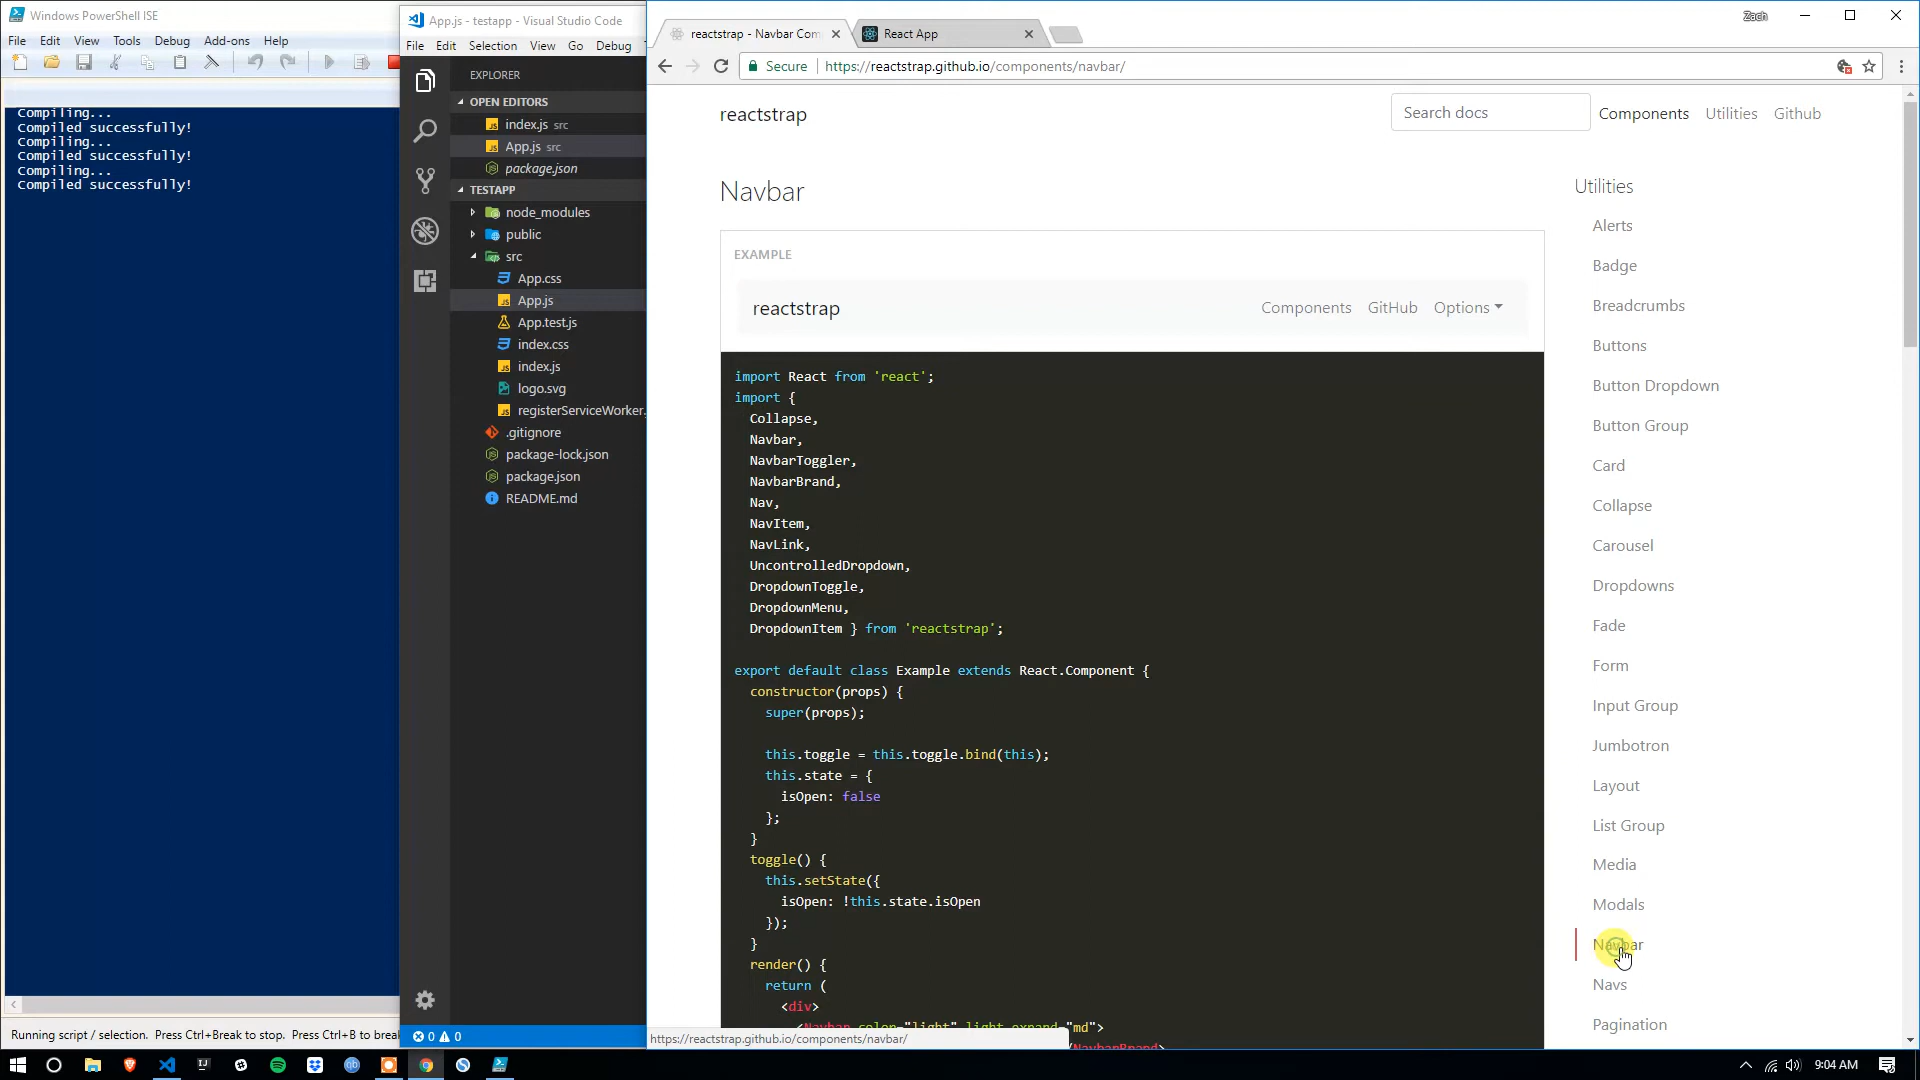 Windows PowerShell ISE
File Edit View Tools Debug Add-ons Help
Compiling...
Compiled successfully!
Compiling...
Compiled successfully!
Compiling...
Compiled successfully!
Running script / selection. Press Ctrl+Break to stop. Press Ctrl+B to break
App.js - testapp - Visual Studio Code
File Edit Selection View Go Debug
EXPLORER
OPEN EDITORS
index.js src
App.js src
package.json
TESTAPP
node_modules
public
src
App.css
App.js
App.test.js
index.css
index.js
logo.svg
registerServiceWorker.
.gitignore
package-lock.json
package.json
README.md
0 0
reactstrap - Navbar Com
React App
Zach
Secure https://reactstrap.github.io/components/navbar/
reactstrap
Search docs
Components Utilities Github
Navbar
EXAMPLE
reactstrap
Components GitHub Options
import React from 'react';
import {
Collapse,
Navbar,
NavbarToggler,
NavbarBrand,
Nav,
NavItem,
NavLink,
UncontrolledDropdown,
DropdownToggle,
DropdownMenu,
DropdownItem } from 'reactstrap';
export default class Example extends React.Component {
constructor(props) {
super(props);
this.toggle = this.toggle.bind(this);
this.state = {
isOpen: false
};
}
toggle() {
this.setState({
isOpen: !this.state.isOpen
});
}
render() {
return (
<div>
<Navbar color="light" light expand="md">
/NavbarBrand>
https://reactstrap.github.io/components/navbar/
Utilities
Alerts
Badge
Breadcrumbs
Buttons
Button Dropdown
Button Group
Card
Collapse
Carousel
Dropdowns
Fade
Form
Input Group
Jumbotron
Layout
List Group
Media
Modals
Navbar
Navs
Pagination
9:04 AM